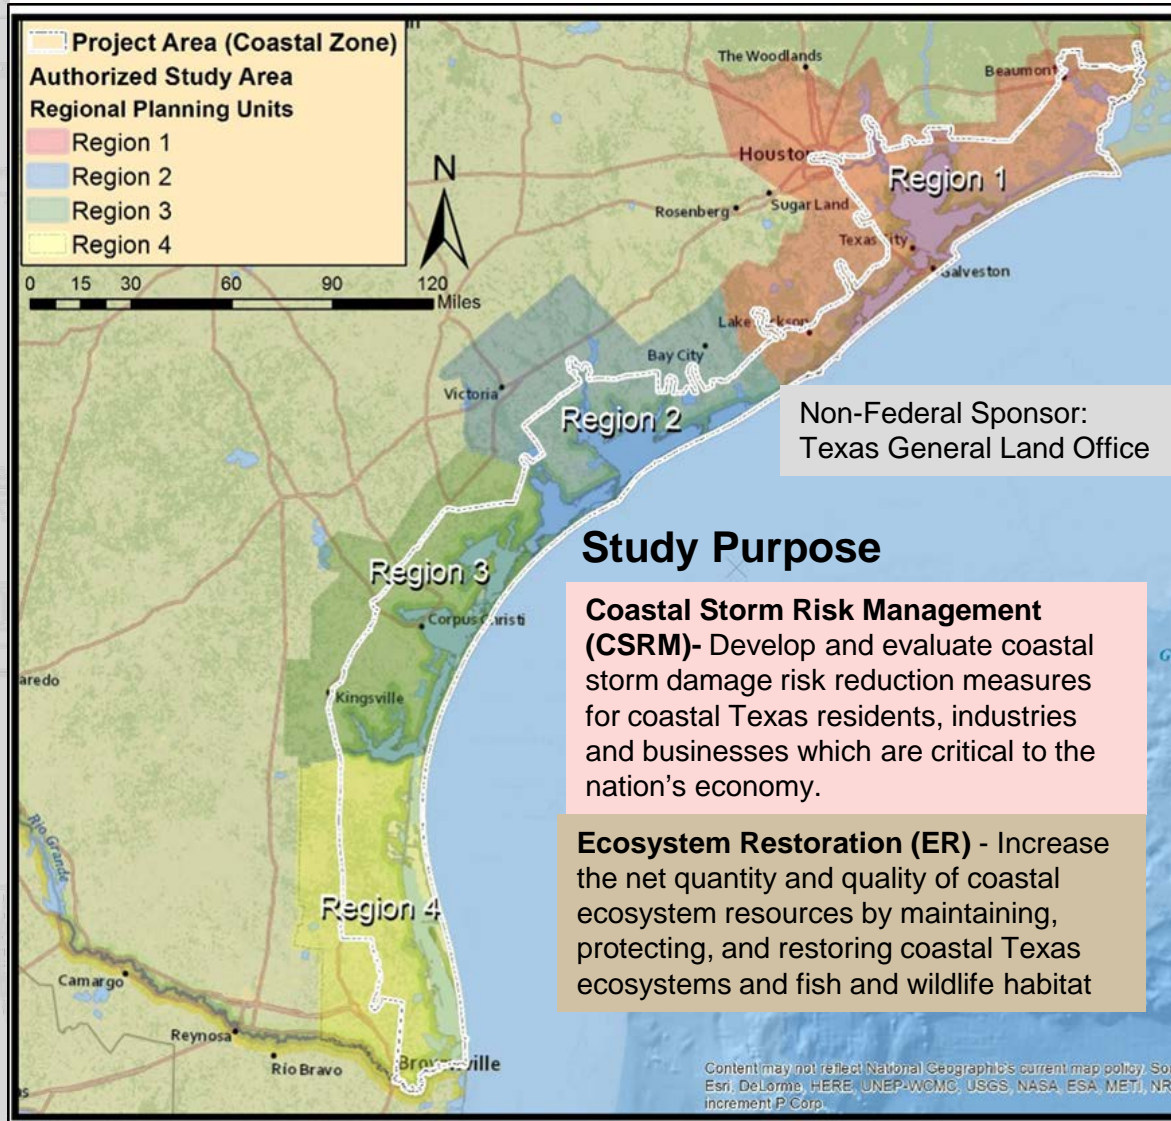 Project Area (Coastal Zone)
Authorized Study Area
Regional Planning Units
Region 1
Region 2
Region 3
Region 4
N
0 15 30 60 90 120
Miles
The Woodlands
Beaumont
Houston
Region 1
Sugar Land
Rosenberg
Texas City
Galveston
Lake Jackson
Bay City
Victoria
Region 2
Non-Federal Sponsor:
Texas General Land Office
Study Purpose
Region 3
Corpus Christi
Kingsville
Coastal Storm Risk Management
(CSRM)- Develop and evaluate coastal
storm damage risk reduction measures
for coastal Texas residents, industries
and businesses which are critical to the
nation’s economy.
aredo
G
Rio Grande
Ecosystem Restoration (ER) - Increase
the net quantity and quality of coastal
ecosystem resources by maintaining,
protecting, and restoring coastal Texas
ecosystems and fish and wildlife habitat
Region 4
Camargo
Reynosa
Rio Bravo
Brownsville
Content may not reflect National Geographic's current map policy. So
Esri, DeLorme, HERE, UNEP-WCMC, USGS, NASA, ESA, METI, NR
increment P Corp.